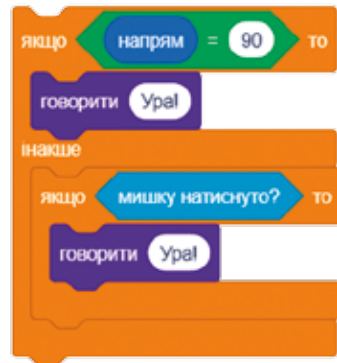 якщо напрям = 90 то
говорити Ура!
інакше
якщо мишку натиснуто? то
говорити Ура!